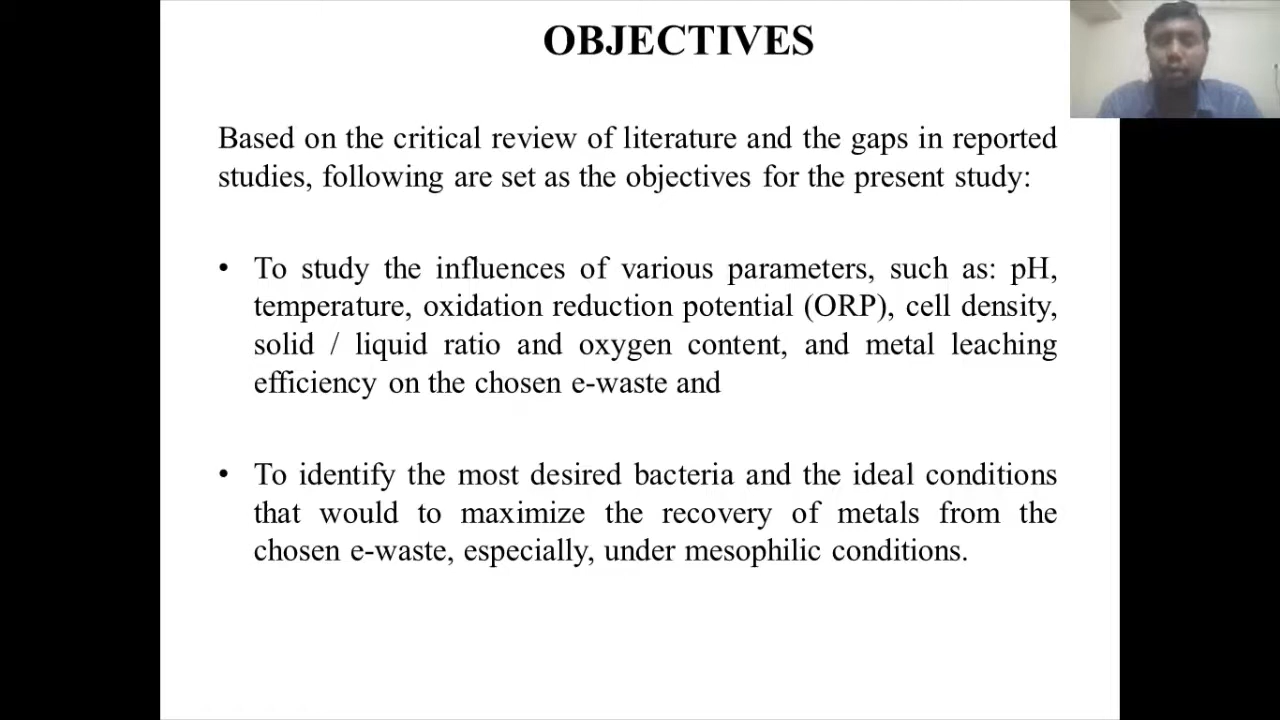 OBJECTIVES
Based on the critical review of literature and the gaps in reported
studies, following are set as the objectives for the present study:
• To study the influences of various parameters, such as: pH,
temperature, oxidation reduction potential (ORP), cell density,
solid / liquid ratio and oxygen content, and metal leaching
efficiency on the chosen e-waste and
• To identify the most desired bacteria and the ideal conditions
that would to maximize the recovery of metals from the
chosen e-waste, especially, under mesophilic conditions.